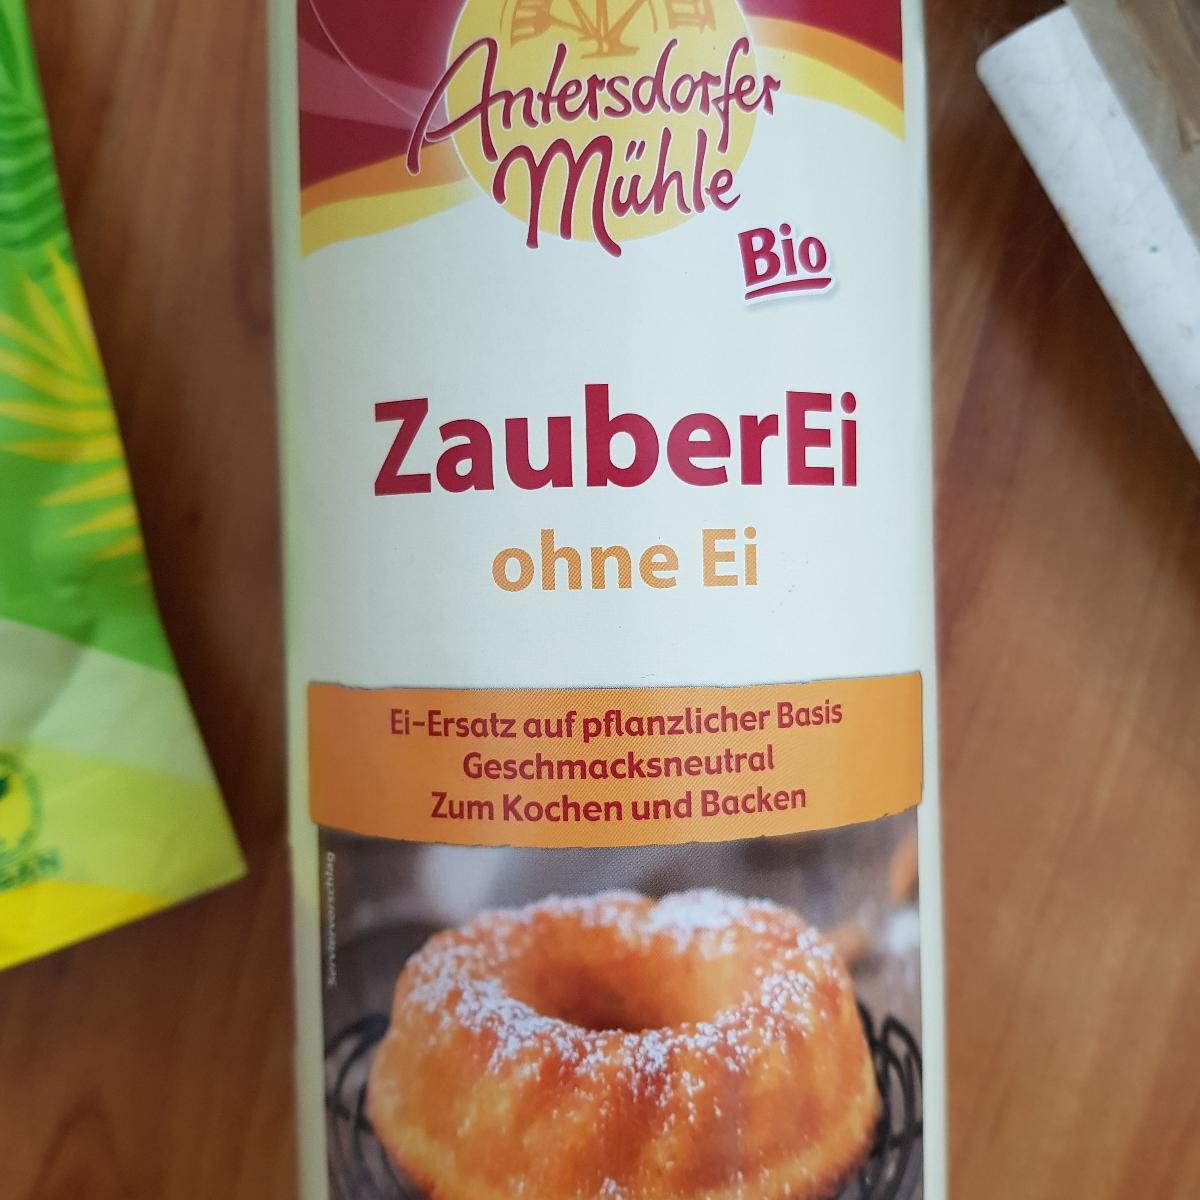 Antersdorfer
Mühle
Bio
ZauberEi
ohne Ei
Ei-Ersatz auf pflanzlicher Basis
Geschmacksneutral
Zum Kochen und Backen
Serviervorschlag